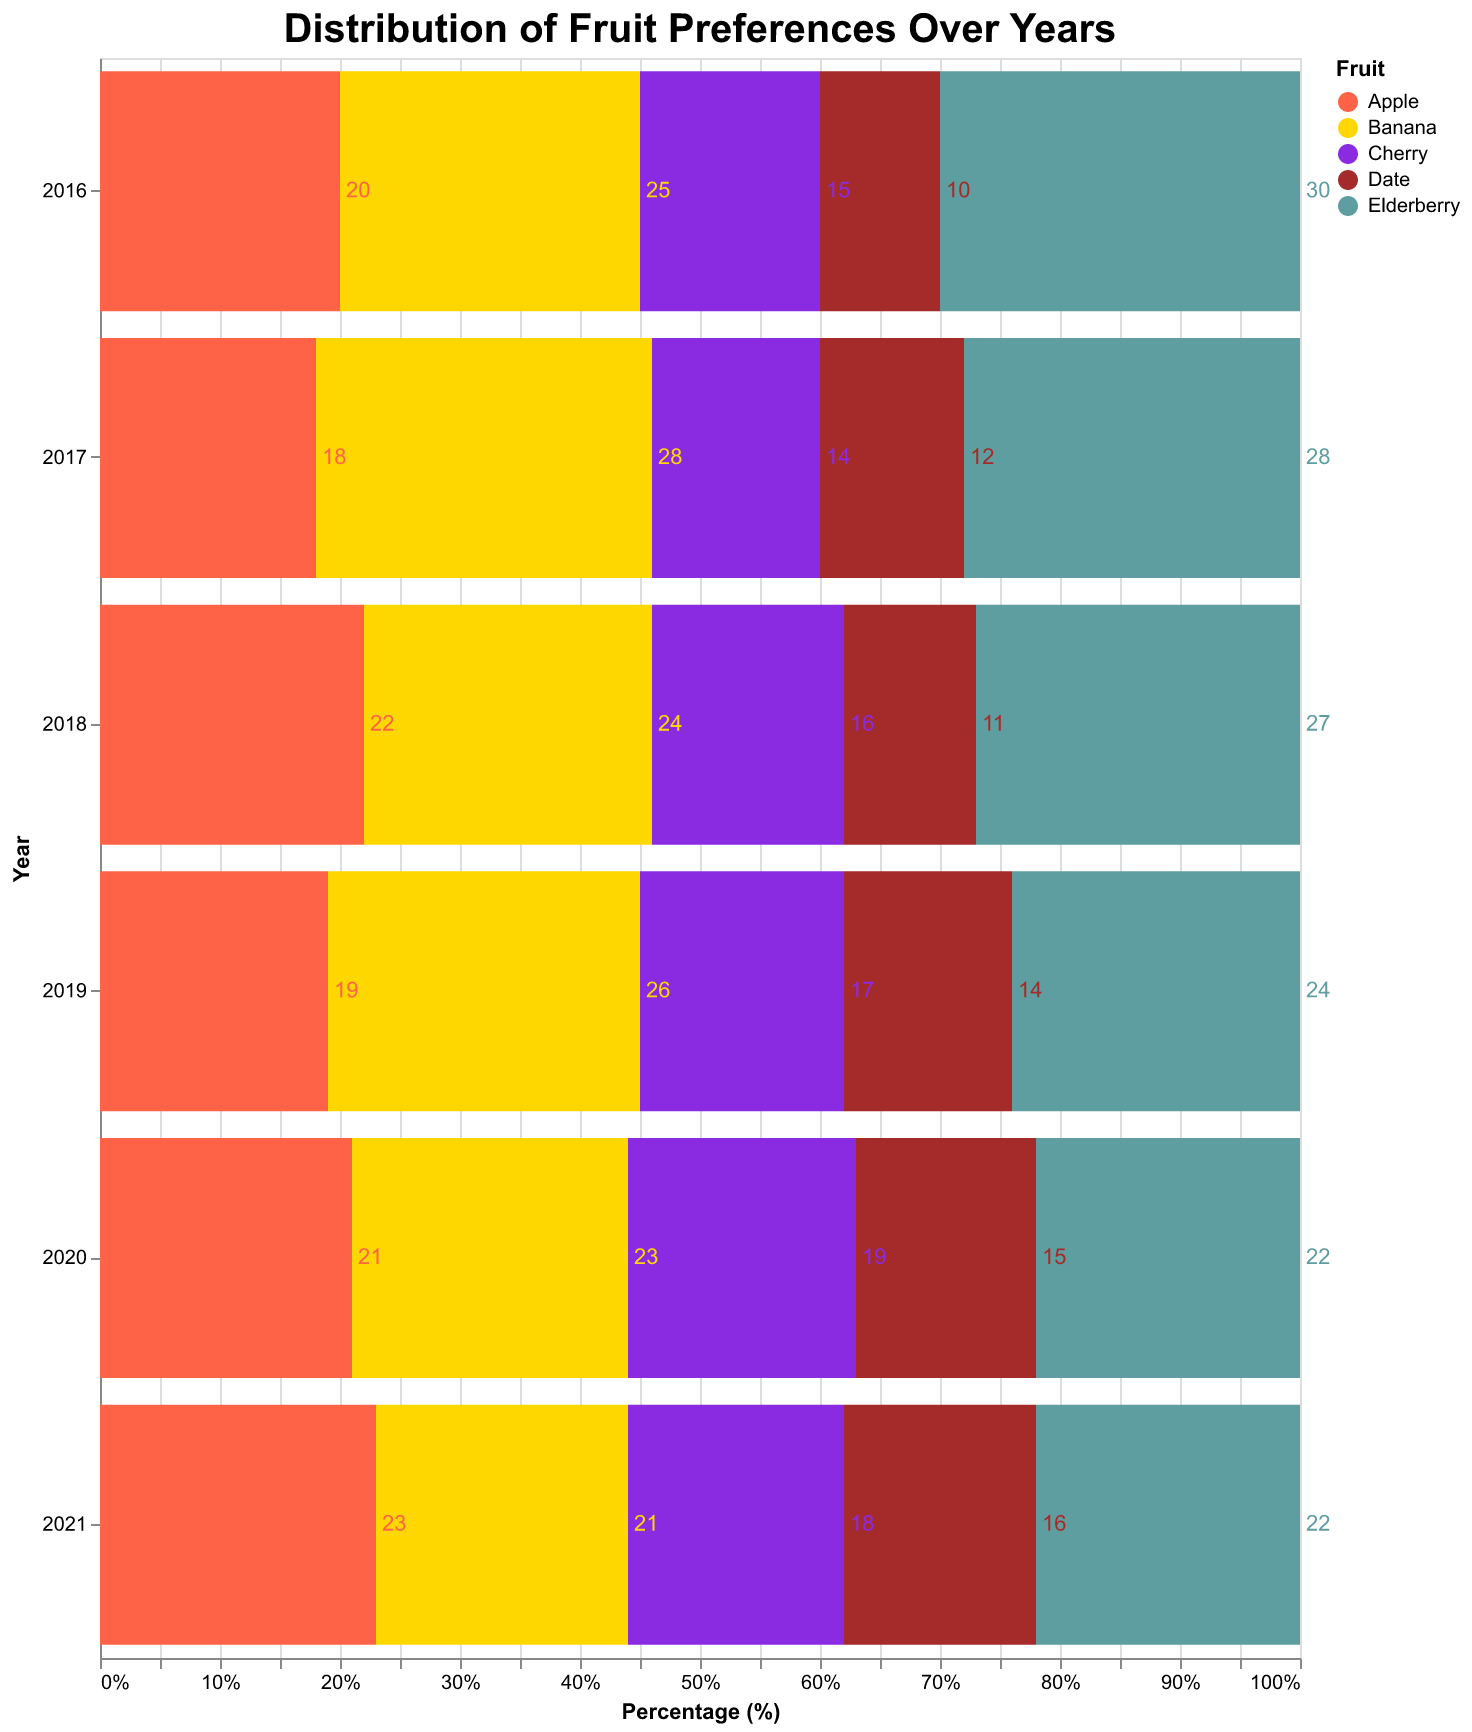 Distribution of Fruit Preferences Over Years
Fruit
Apple
Banana
Cherry
Date
Elderberry
Year
2016 20 25 15 10 30
2017 18 28 14 12 28
2018 22 24 16 11 27
2019 19 26 17 14 24
2020 21 23 19 15 22
2021 23 21 18 16 22
0% 10% 20% 30% 40% 50% 60% 70% 80% 90% 100%
Percentage (%)